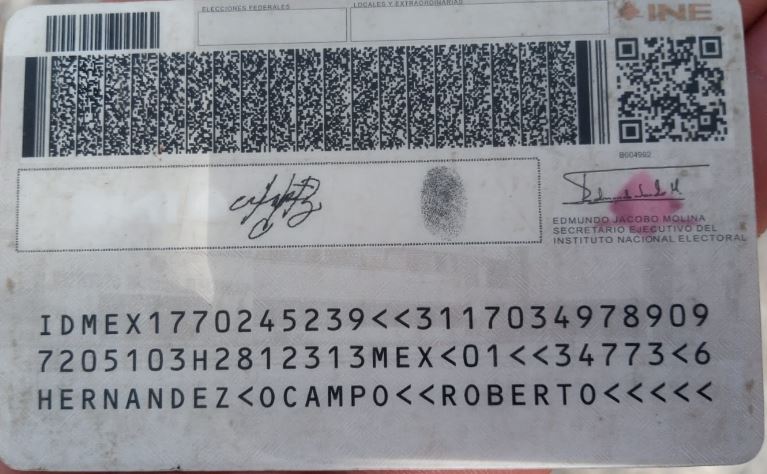 ELECCIONES FEDERALES
LOCALES Y EXTRAORDINARIAS
INE
B004992
EDMUNDO JACOBO MOLINA
SECRETARIO EJECUTIVO DEL
INSTITUTO NACIONAL ELECTORAL
IDMEX1770245239<<3117034978909
7205103H2812313MEX<01<<34773<6
HERNANDEZ<OCAMPO<<ROBERTO<<<<<